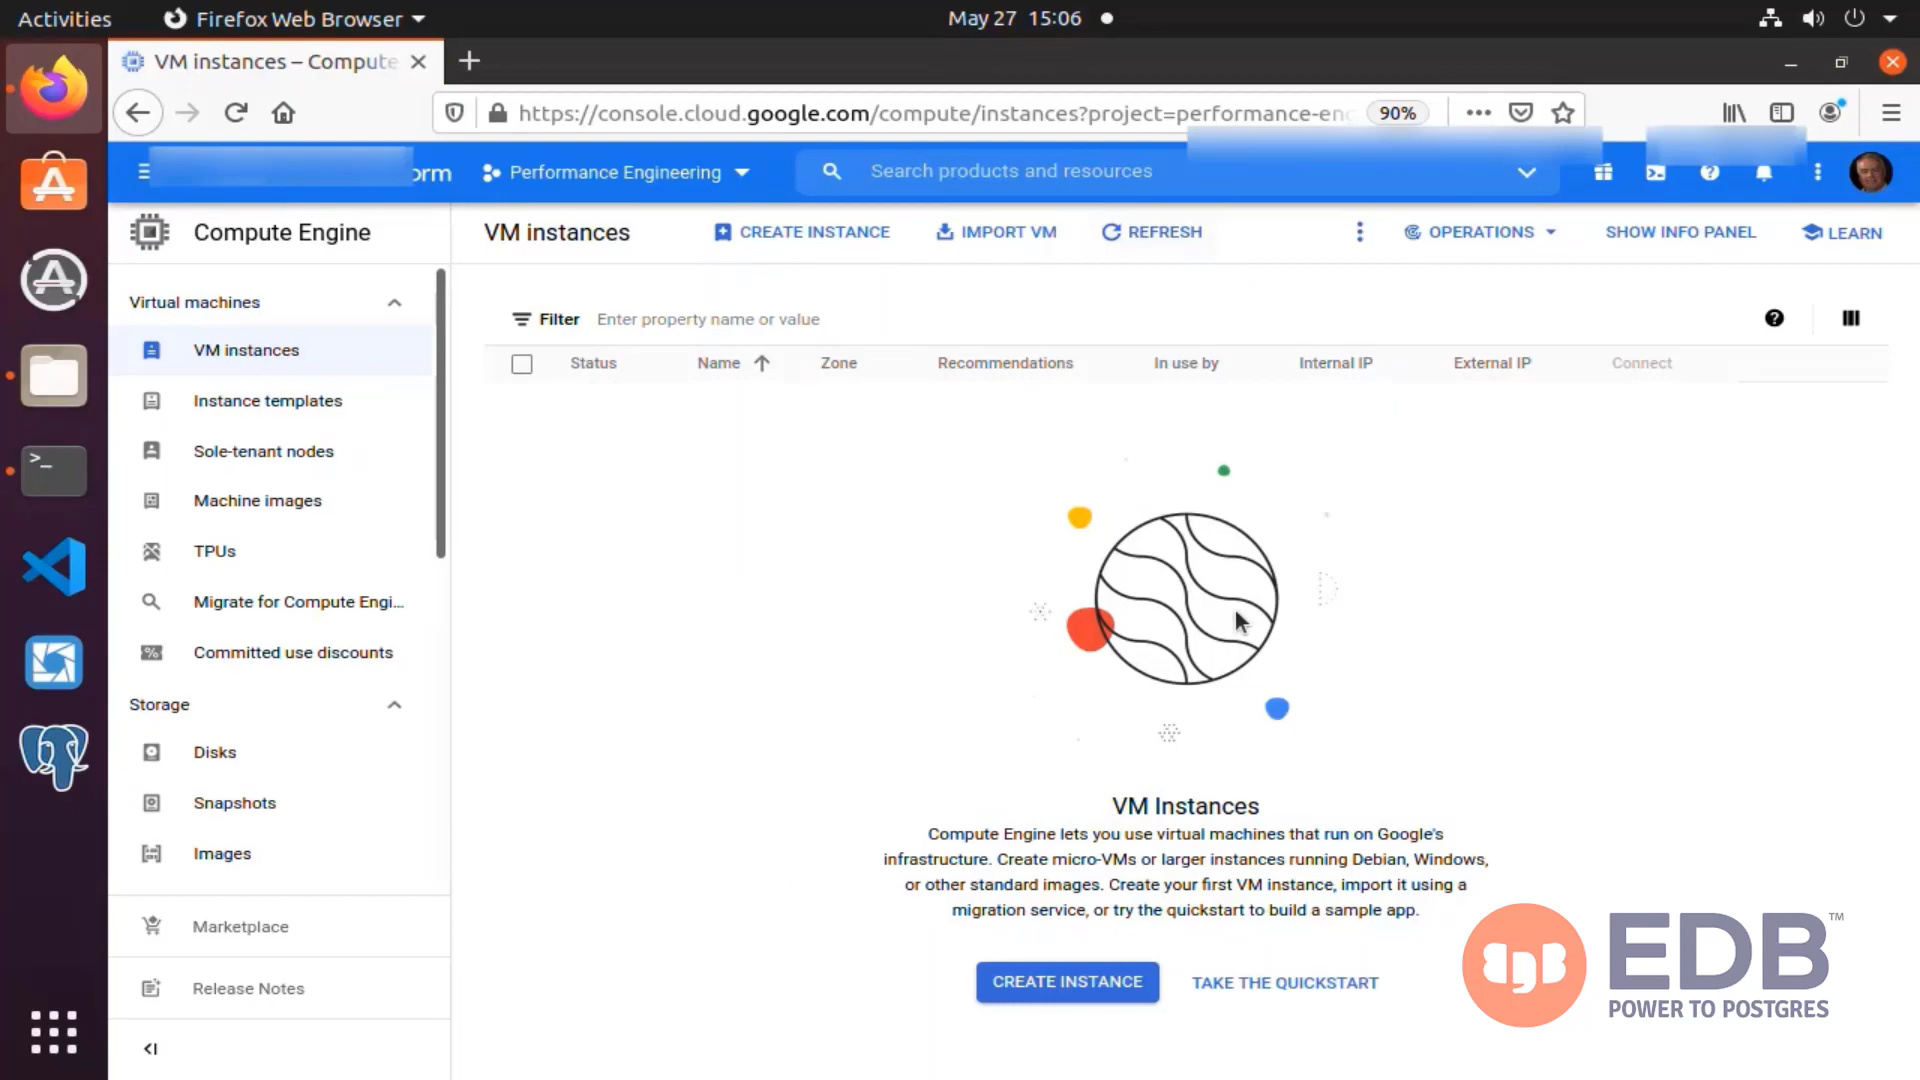 Activities
Firefox Web Browser
May 27 15:06
VM instances – Compute
https://console.cloud.google.com/compute/instances?project=performance-en
90%
orm
Performance Engineering
Search products and resources
Compute Engine
VM instances
CREATE INSTANCE
IMPORT VM
REFRESH
OPERATIONS
SHOW INFO PANEL
LEARN
Virtual machines
VM instances
Instance templates
Sole-tenant nodes
Machine images
TPUs
Migrate for Compute Engi...
Committed use discounts
Storage
Disks
Snapshots
Images
Marketplace
Release Notes
Filter
Enter property name or value
Status
Name
Zone
Recommendations
In use by
Internal IP
External IP
Connect
VM Instances
Compute Engine lets you use virtual machines that run on Google's
infrastructure. Create micro-VMs or larger instances running Debian, Windows,
or other standard images. Create your first VM instance, import it using a
migration service, or try the quickstart to build a sample app.
CREATE INSTANCE
TAKE THE QUICKSTART
EDB™
POWER TO POSTGRES